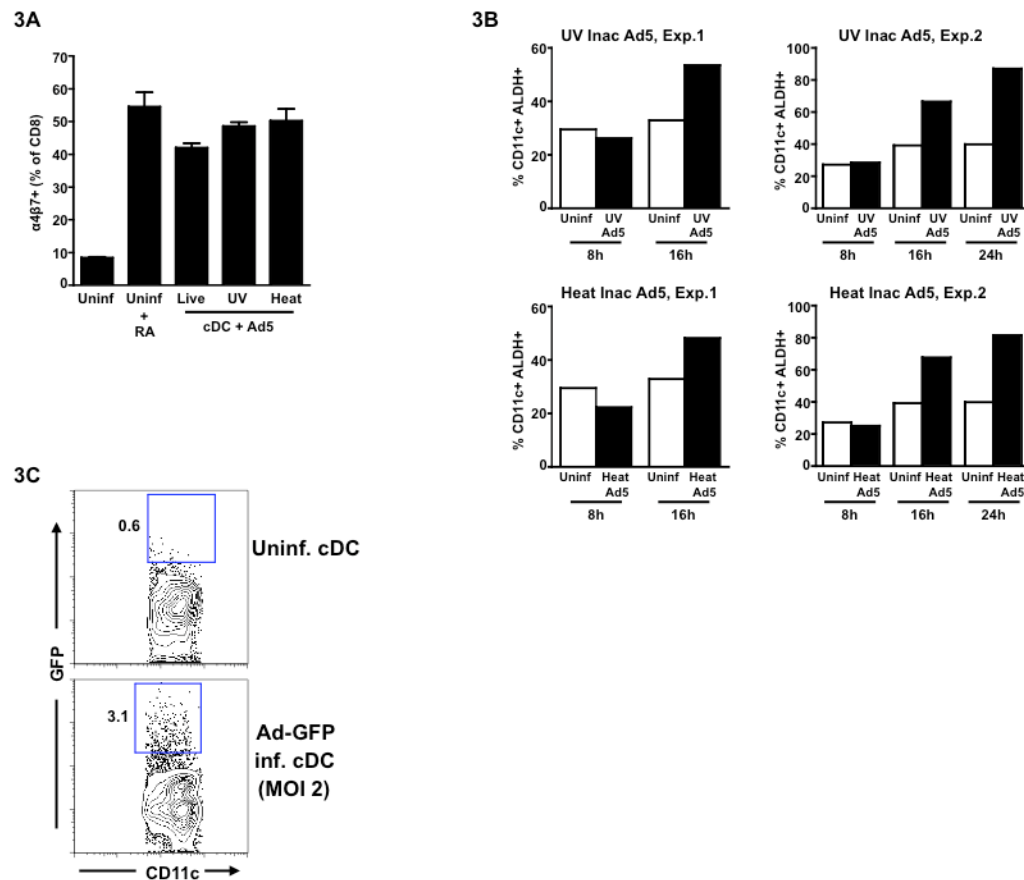 3A
α4β7+ (% of CD8)
70
60
50
40
30
20
10
0
Uninf
Uninf
+
RA
Live
UV
Heat
cDC + Ad5
3B
UV Inac Ad5, Exp.1
% CD11c+ ALDH+
60
40
20
0
Uninf
UV
Ad5
Uninf
UV
Ad5
8h
16h
UV Inac Ad5, Exp.2
% CD11c+ ALDH+
100
80
60
40
20
0
Uninf
UV
Ad5
Uninf
UV
Ad5
Uninf
UV
Ad5
8h
16h
24h
Heat Inac Ad5, Exp.1
% CD11c+ ALDH+
60
40
20
0
Uninf
Heat
Ad5
Uninf
Heat
Ad5
8h
16h
Heat Inac Ad5, Exp.2
% CD11c+ ALDH+
100
80
60
40
20
0
Uninf
Heat
Ad5
Uninf
Heat
Ad5
Uninf
Heat
Ad5
8h
16h
24h
3C
0.6
Uninf. cDC
GFP
3.1
Ad-GFP
inf. cDC
(MOI 2)
CD11c